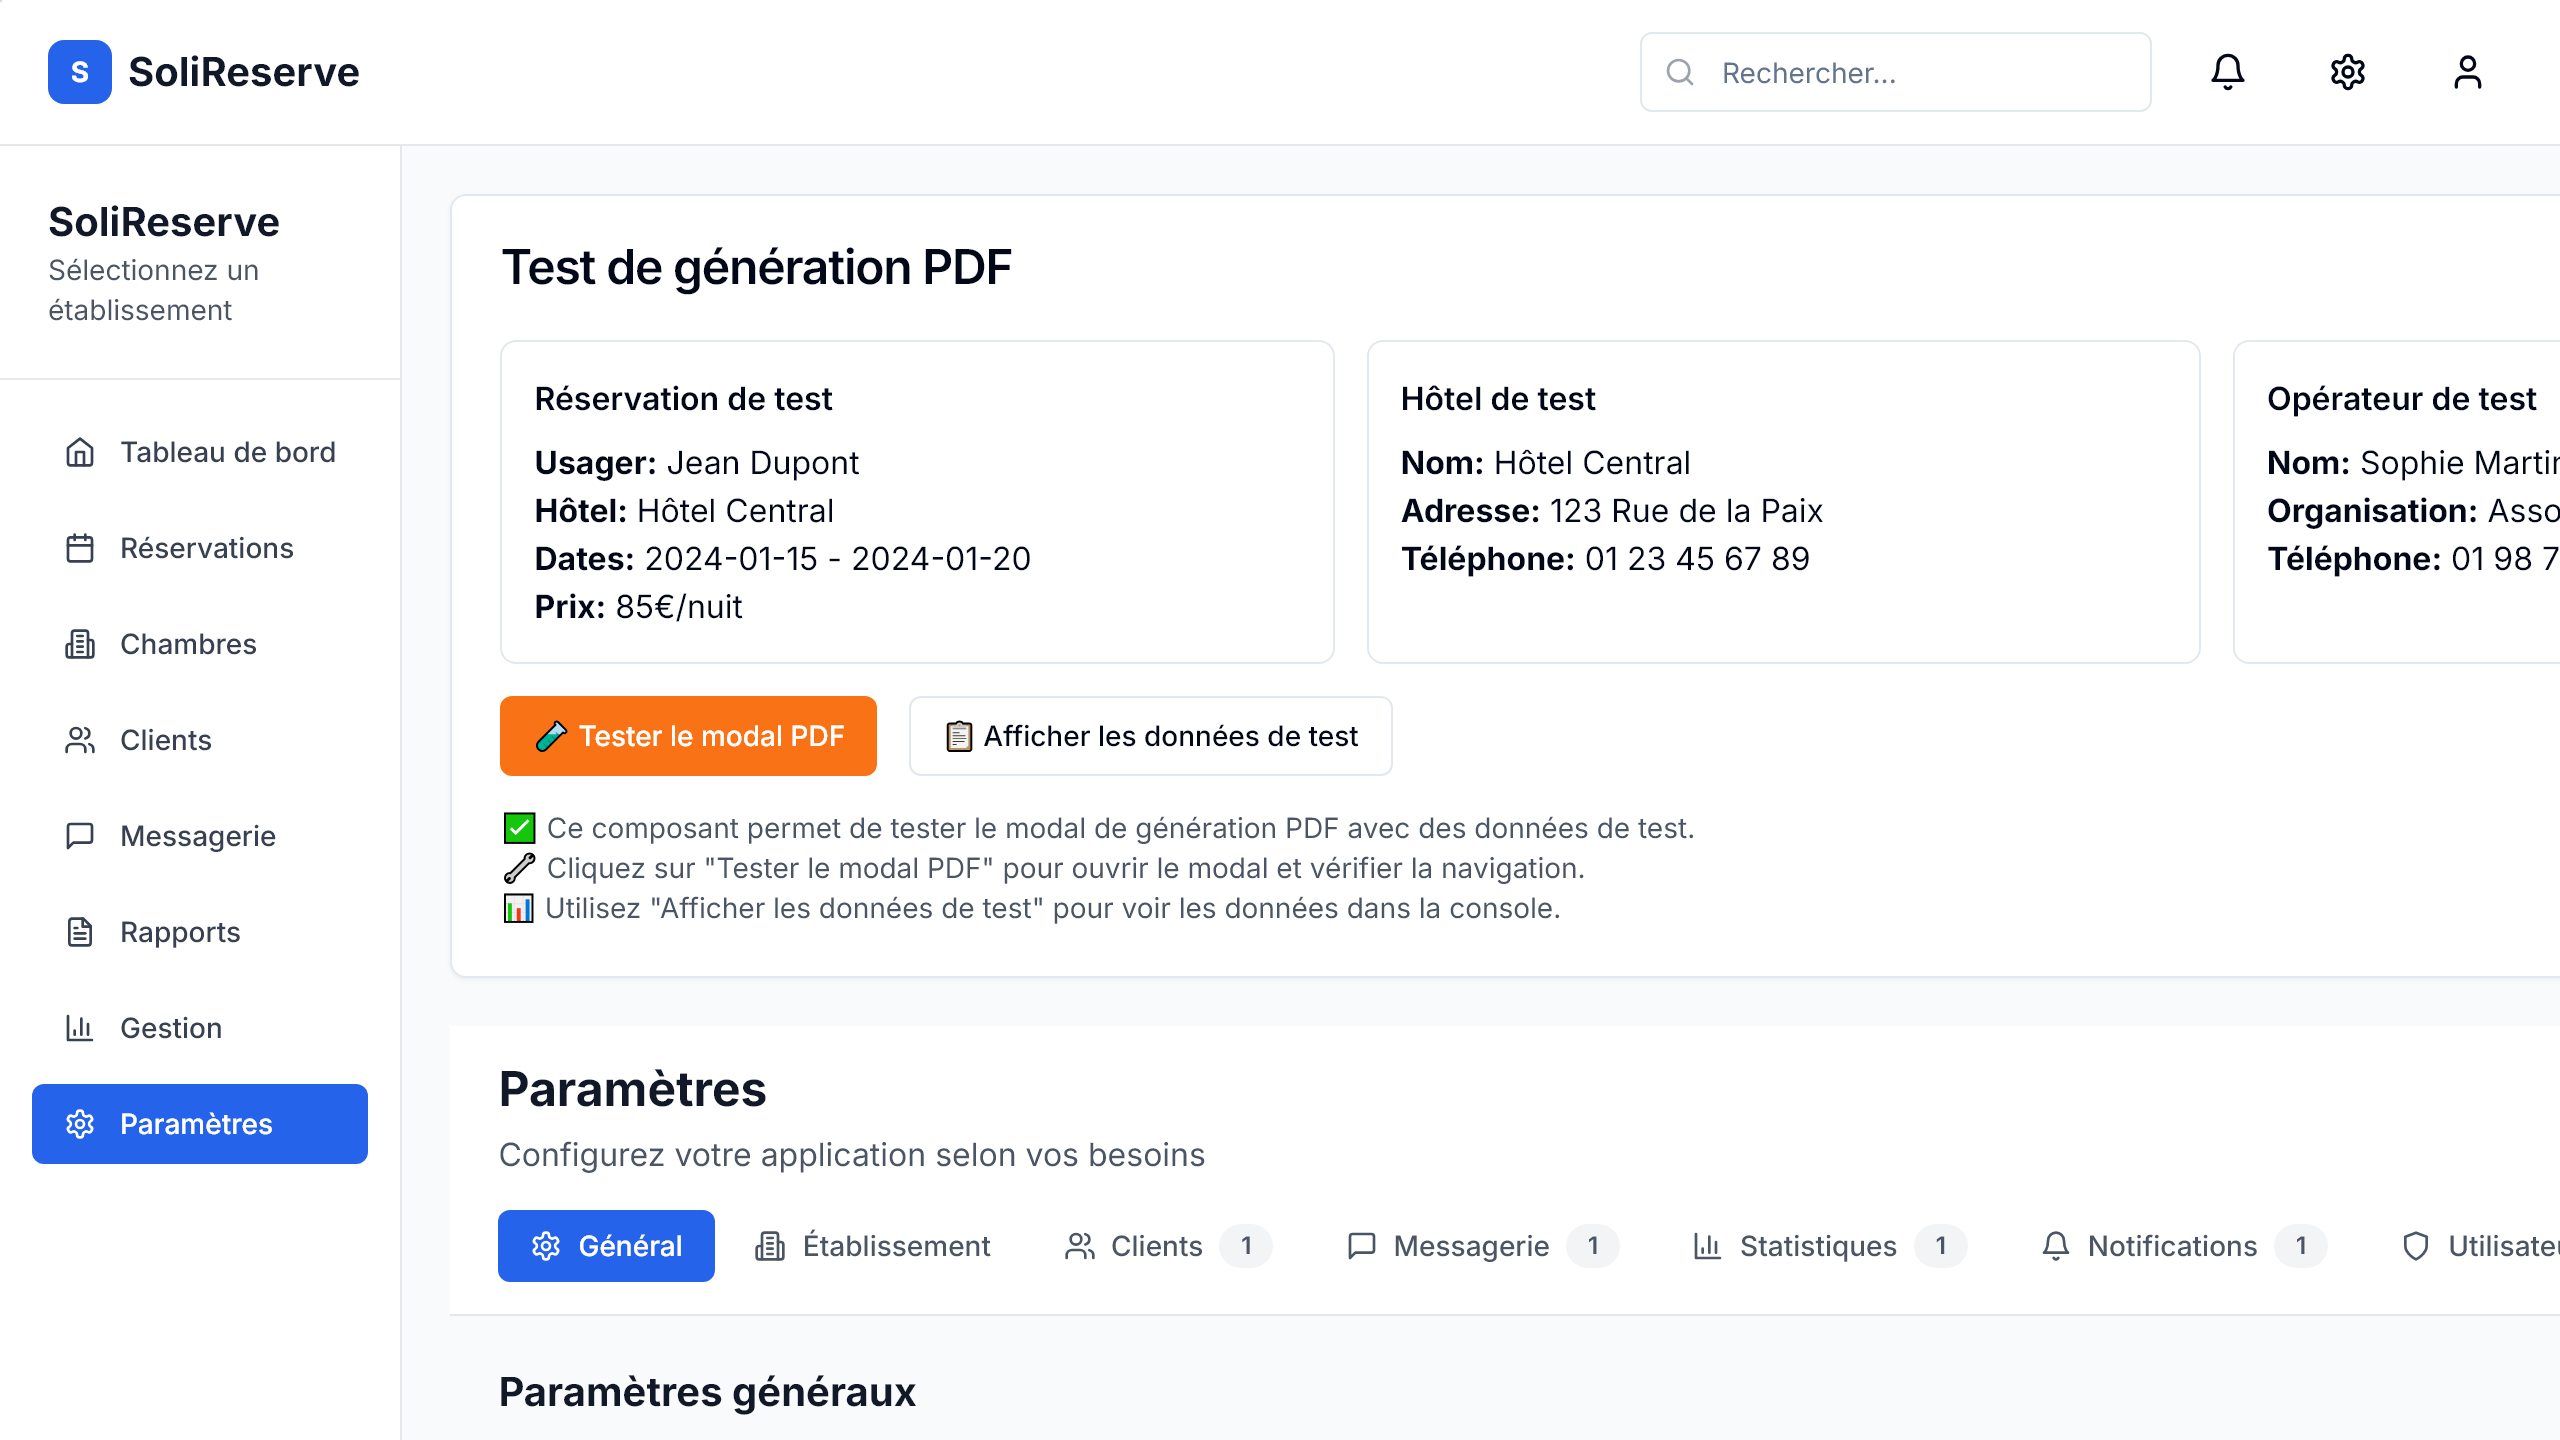 S SoliReserve
Rechercher...
SoliReserve
Sélectionnez un
établissement
Tableau de bord
Réservations
Chambres
Clients
Messagerie
Rapports
Gestion
Paramètres
Test de génération PDF
Réservation de test
Usager: Jean Dupont
Hôtel: Hôtel Central
Dates: 2024-01-15 - 2024-01-20
Prix: 85€/nuit
Hôtel de test
Nom: Hôtel Central
Adresse: 123 Rue de la Paix
Téléphone: 01 23 45 67 89
Opérateur de test
Nom: Sophie Martin
Organisation: Asso
Téléphone: 01 98 7
Tester le modal PDF
Afficher les données de test
Ce composant permet de tester le modal de génération PDF avec des données de test.
Cliquez sur "Tester le modal PDF" pour ouvrir le modal et vérifier la navigation.
Utilisez "Afficher les données de test" pour voir les données dans la console.
Paramètres
Configurez votre application selon vos besoins
Général
Établissement
Clients 1
Messagerie 1
Statistiques 1
Notifications 1
Utilisateu
Paramètres généraux